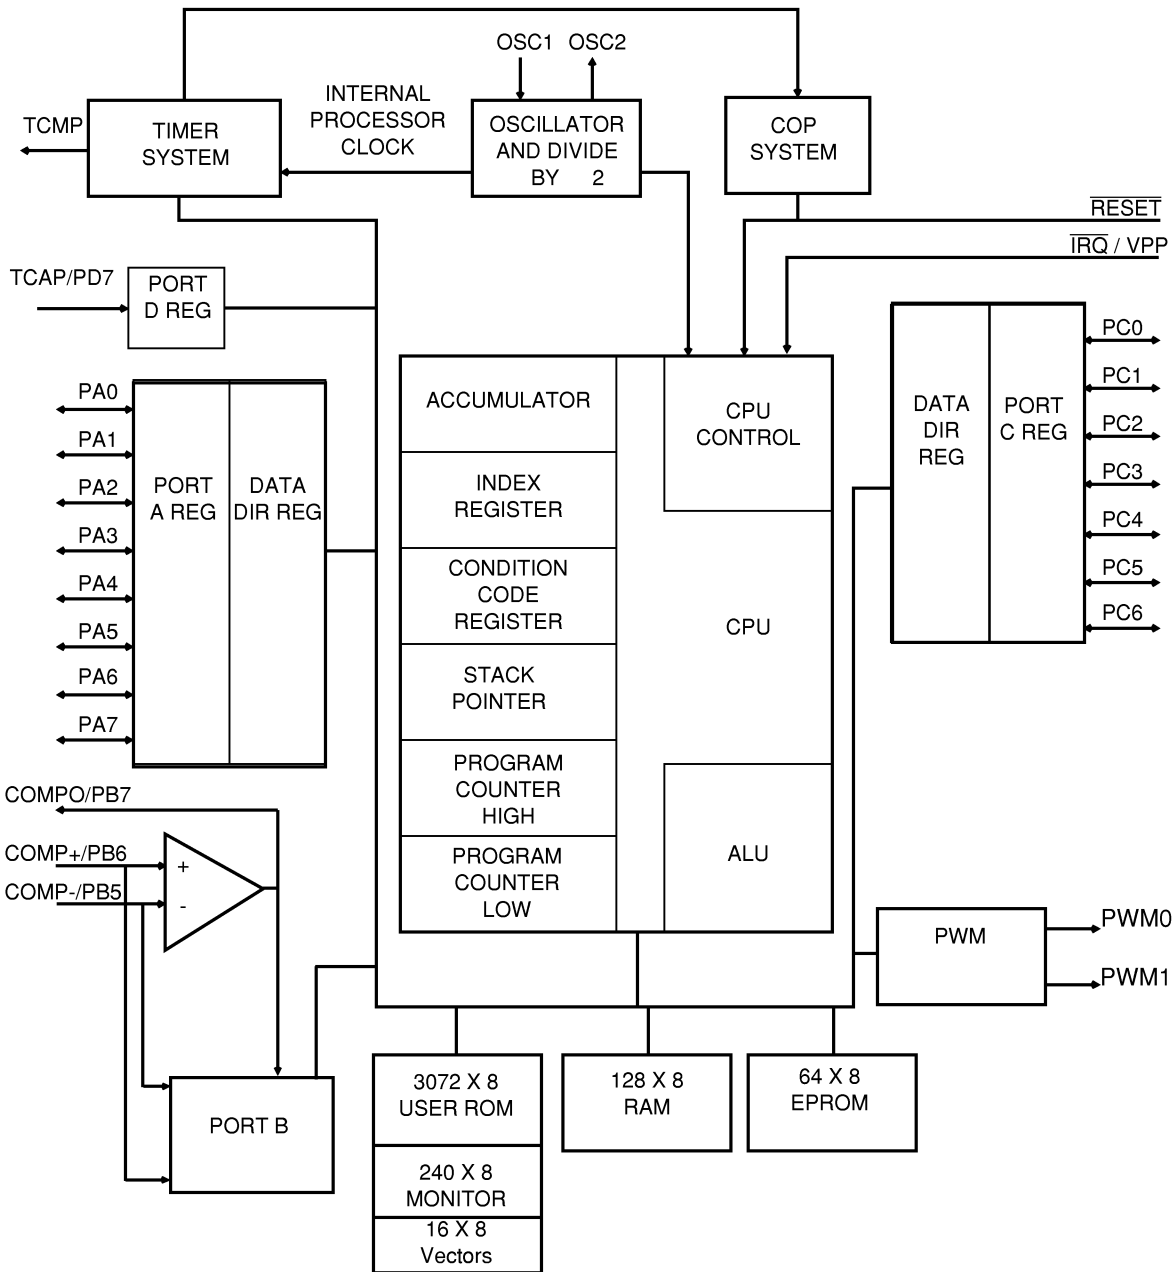 OSC1 OSC2
INTERNAL
PROCESSOR
CLOCK
TCMP
TIMER
SYSTEM
OSCILLATOR
AND DIVIDE
BY 2
COP
SYSTEM
RESET
IRQ / VPP
TCAP/PD7
PORT
D REG
PA0
PA1
PA2
PA3
PA4
PA5
PA6
PA7
PORT
A REG
DATA
DIR REG
ACCUMULATOR
INDEX
REGISTER
CONDITION
CODE
REGISTER
STACK
POINTER
PROGRAM
COUNTER
HIGH
PROGRAM
COUNTER
LOW
CPU
CONTROL
CPU
ALU
DATA
DIR
REG
PORT
C REG
PC0
PC1
PC2
PC3
PC4
PC5
PC6
COMPO/PB7
COMP+/PB6
COMP-/PB5
+
-
PORT B
PWM
PWM0
PWM1
3072 X 8
USER ROM
240 X 8
MONITOR
16 X 8
Vectors
128 X 8
RAM
64 X 8
EPROM